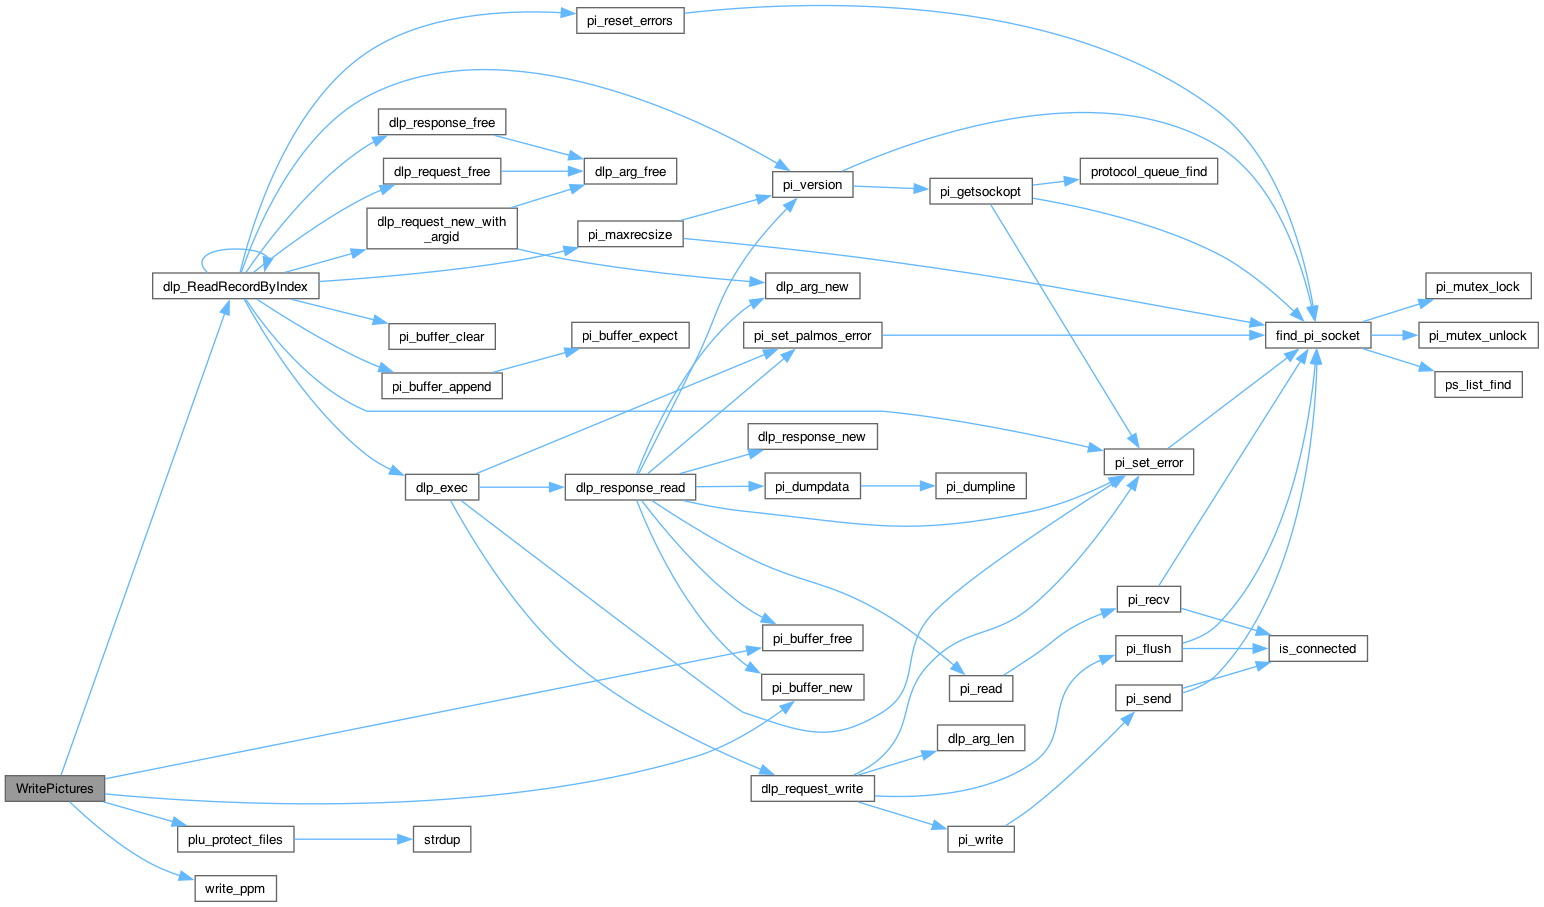 pi_reset_errors
dlp_response_free
dlp_request_free
dlp_arg_free
protocol_queue_find
pi_version
pi_getsockopt
dlp_request_new_with
_argid
pi_maxrecsize
dlp_ReadRecordByIndex
dlp_arg_new
pi_mutex_lock
pi_buffer_clear
pi_buffer_expect
pi_set_palmos_error
find_pi_socket
pi_mutex_unlock
pi_buffer_append
ps_list_find
dlp_response_new
pi_set_error
dlp_exec
dlp_response_read
pi_dumpdata
pi_dumpline
pi_recv
pi_buffer_free
pi_flush
is_connected
pi_buffer_new
pi_read
pi_send
dlp_arg_len
WritePictures
dlp_request_write
plu_protect_files
strdup
pi_write
write_ppm